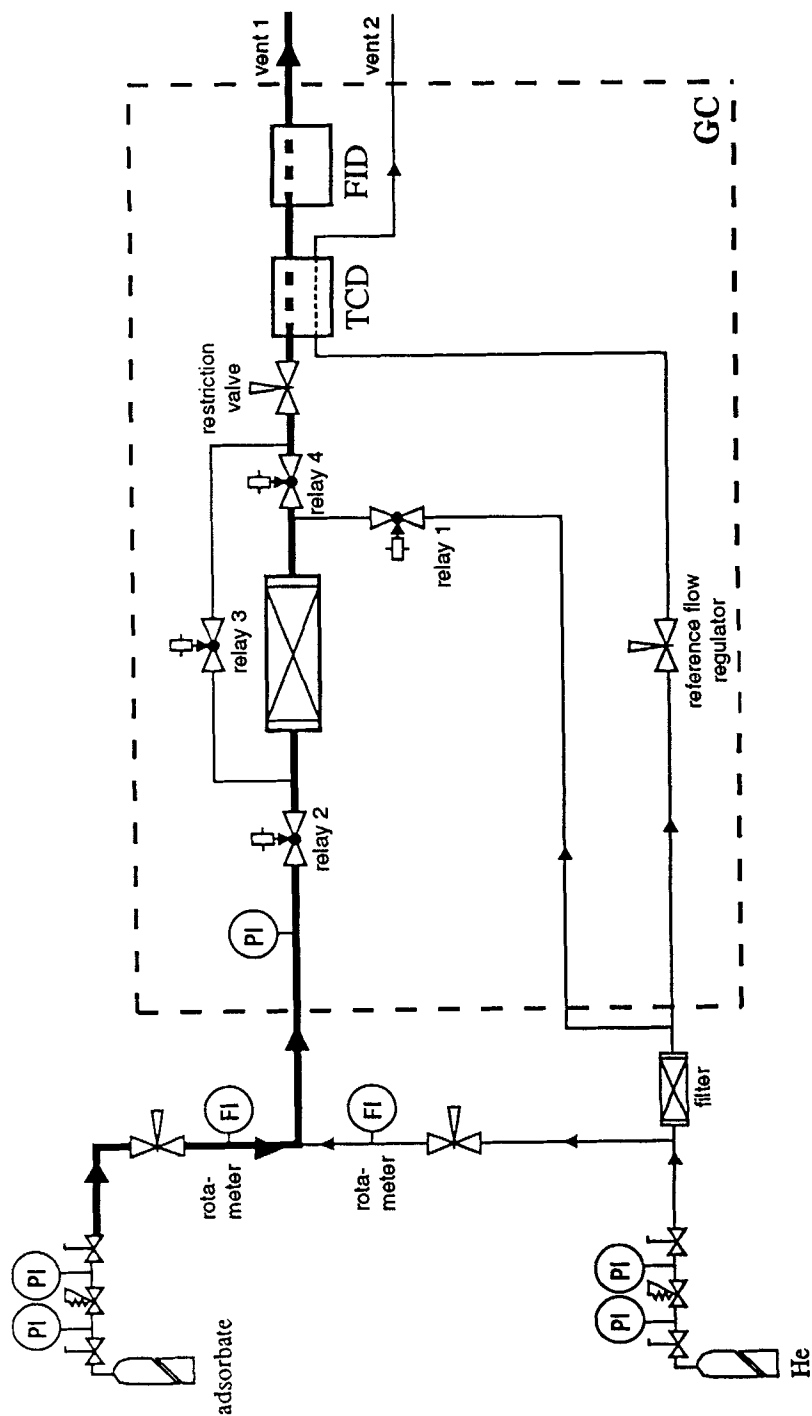 adsorbate
PI
PI
He
PI
PI
rota-
meter
FI
rota-
meter
FI
filter
PI
relay 2
relay 3
relay 4
relay 1
restriction
valve
reference flow
regulator
TCD
FID
GC
vent 1
vent 2